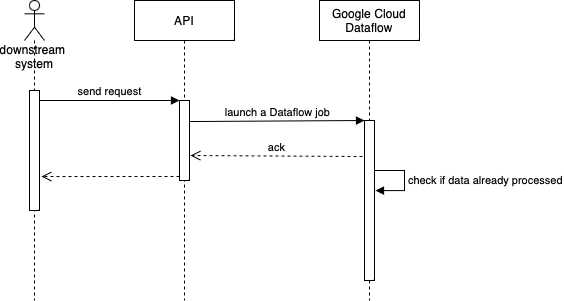 API
Google Cloud
Dataflow
downstream
system
send request
launch a Dataflow job
ack
check if data already processed